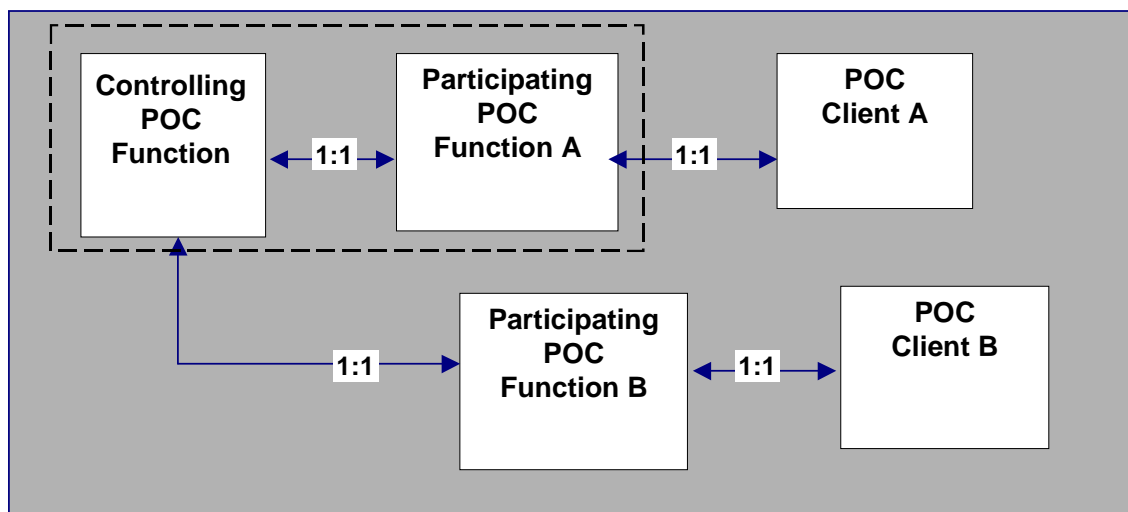 Controlling
POC
Function
1:1
Participating
POC
Function A
1:1
POC
Client A
1:1
Participating
POC
Function B
1:1
POC
Client B